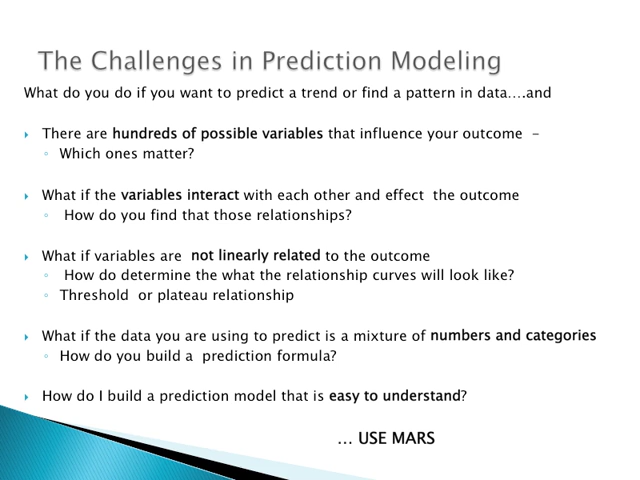 The Challenges in Prediction Modeling
What do you do if you want to predict a trend or find a pattern in data….and
There are hundreds of possible variables that influence your outcome –
Which ones matter?
What if the variables interact with each other and effect the outcome
How do you find that those relationships?
What if variables are not linearly related to the outcome
How do determine the what the relationship curves will look like?
Threshold or plateau relationship
What if the data you are using to predict is a mixture of numbers and categories
How do you build a prediction formula?
How do I build a prediction model that is easy to understand?
… USE MARS